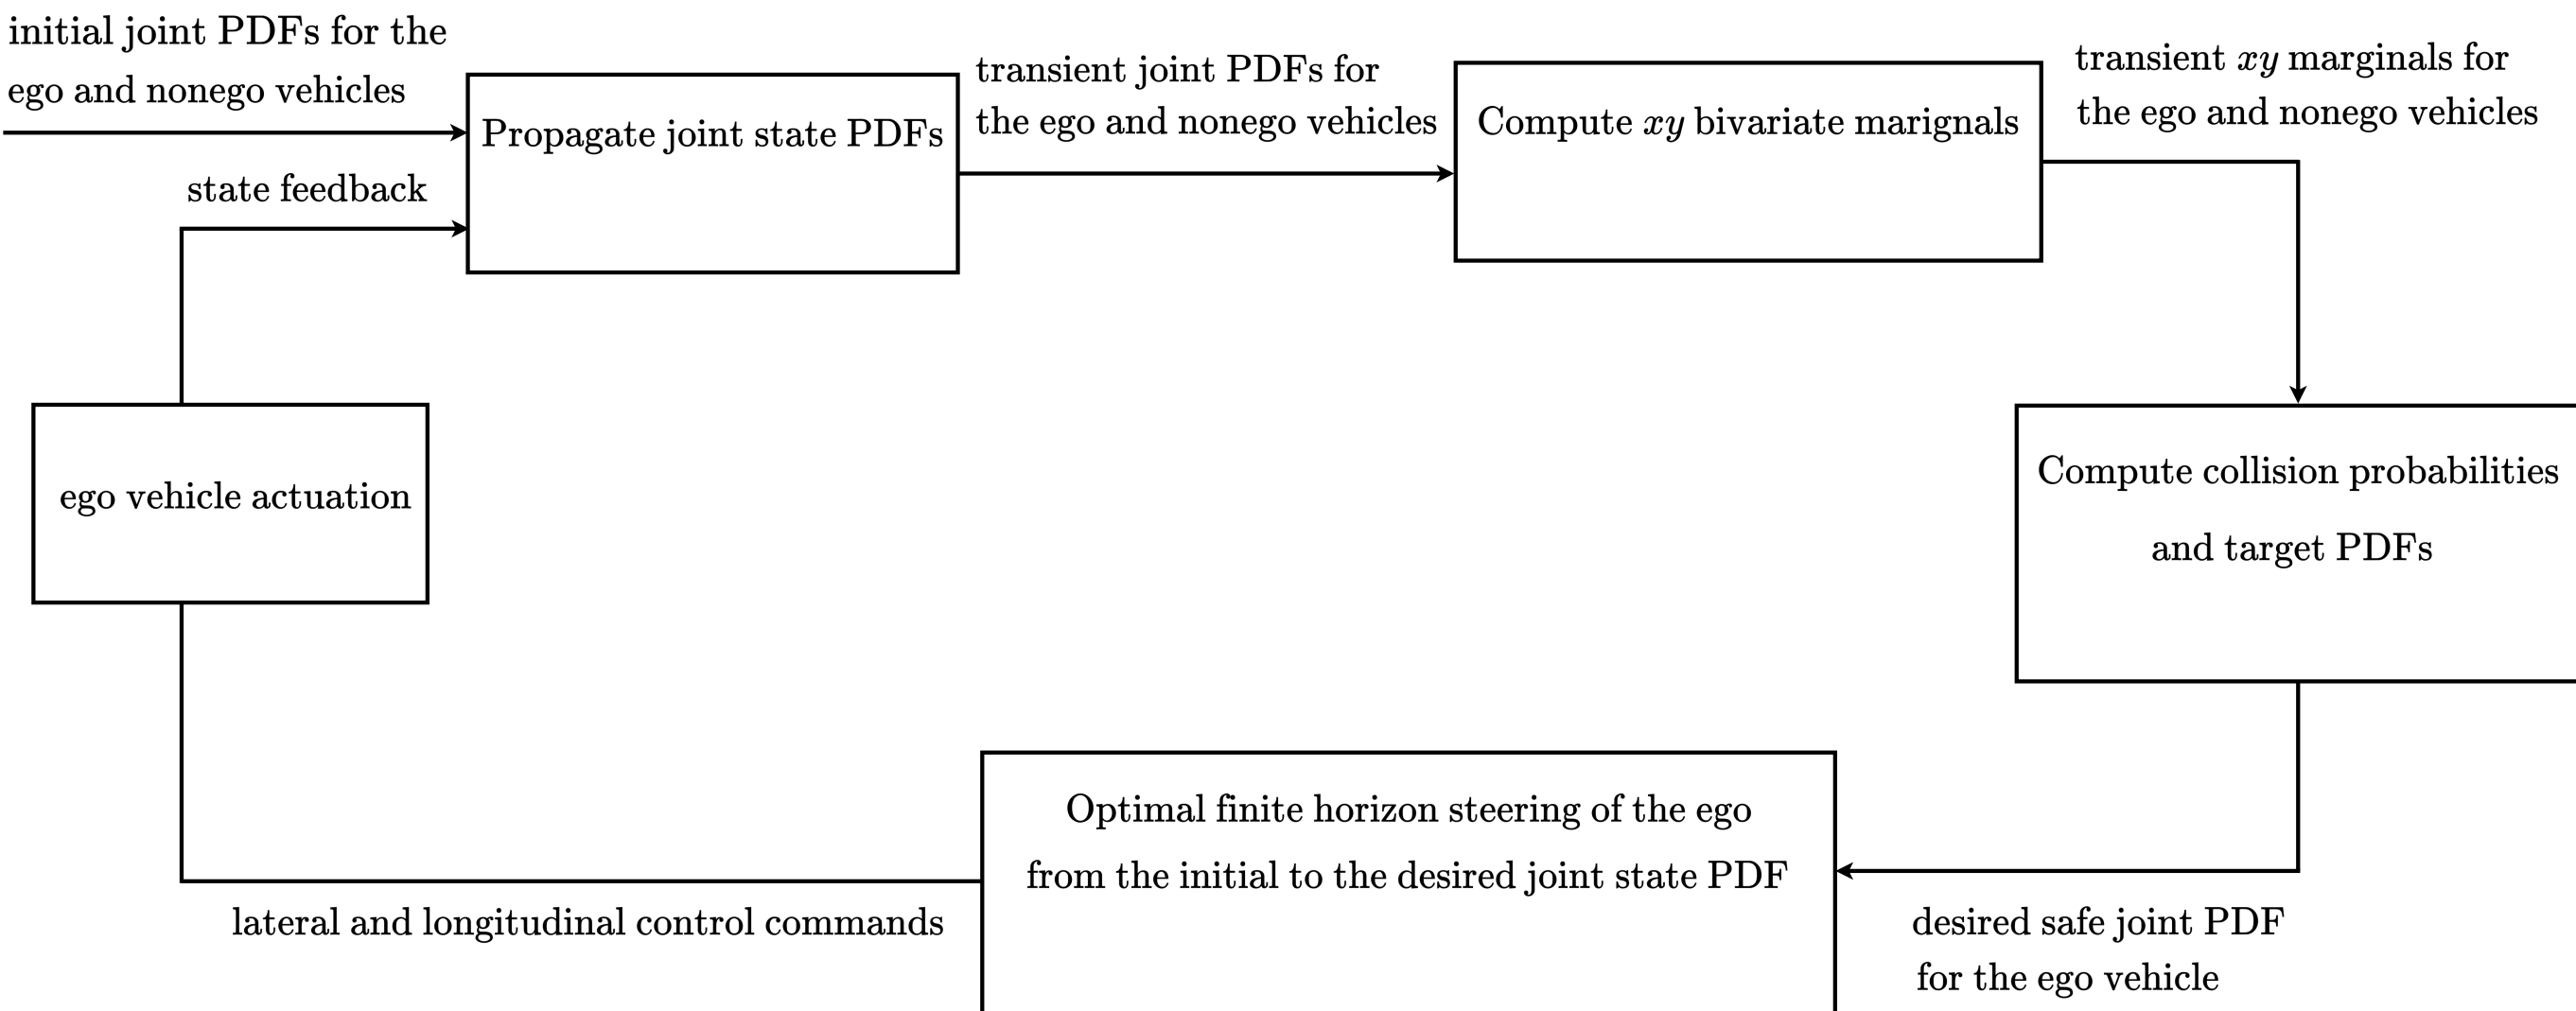 initial joint PDFs for the
ego and nonego vehicles
state feedback
Propagate joint state PDFs
transient joint PDFs for
the ego and nonego vehicles
Compute xy bivariate marignals
transient xy marginals for
the ego and nonego vehicles
ego vehicle actuation
Compute collision probabilities
and target PDFs
Optimal finite horizon steering of the ego
from the initial to the desired joint state PDF
lateral and longitudinal control commands
desired safe joint PDF
for the ego vehicle